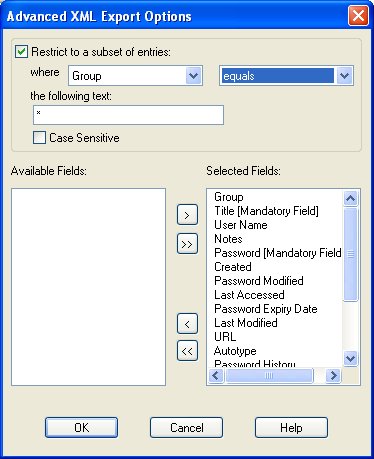 Advanced XML Export Options
Restrict to a subset of entries:
where Group equals
the following text:
*
Case Sensitive
Available Fields: Selected Fields:
Group
Title [Mandatory Field]
User Name
Notes
> Password [Mandatory Field
>> Created
Password Modified
Last Accessed
Password Expiry Date
< Last Modified
URL
<< Autotype
Password History
OK Cancel Help